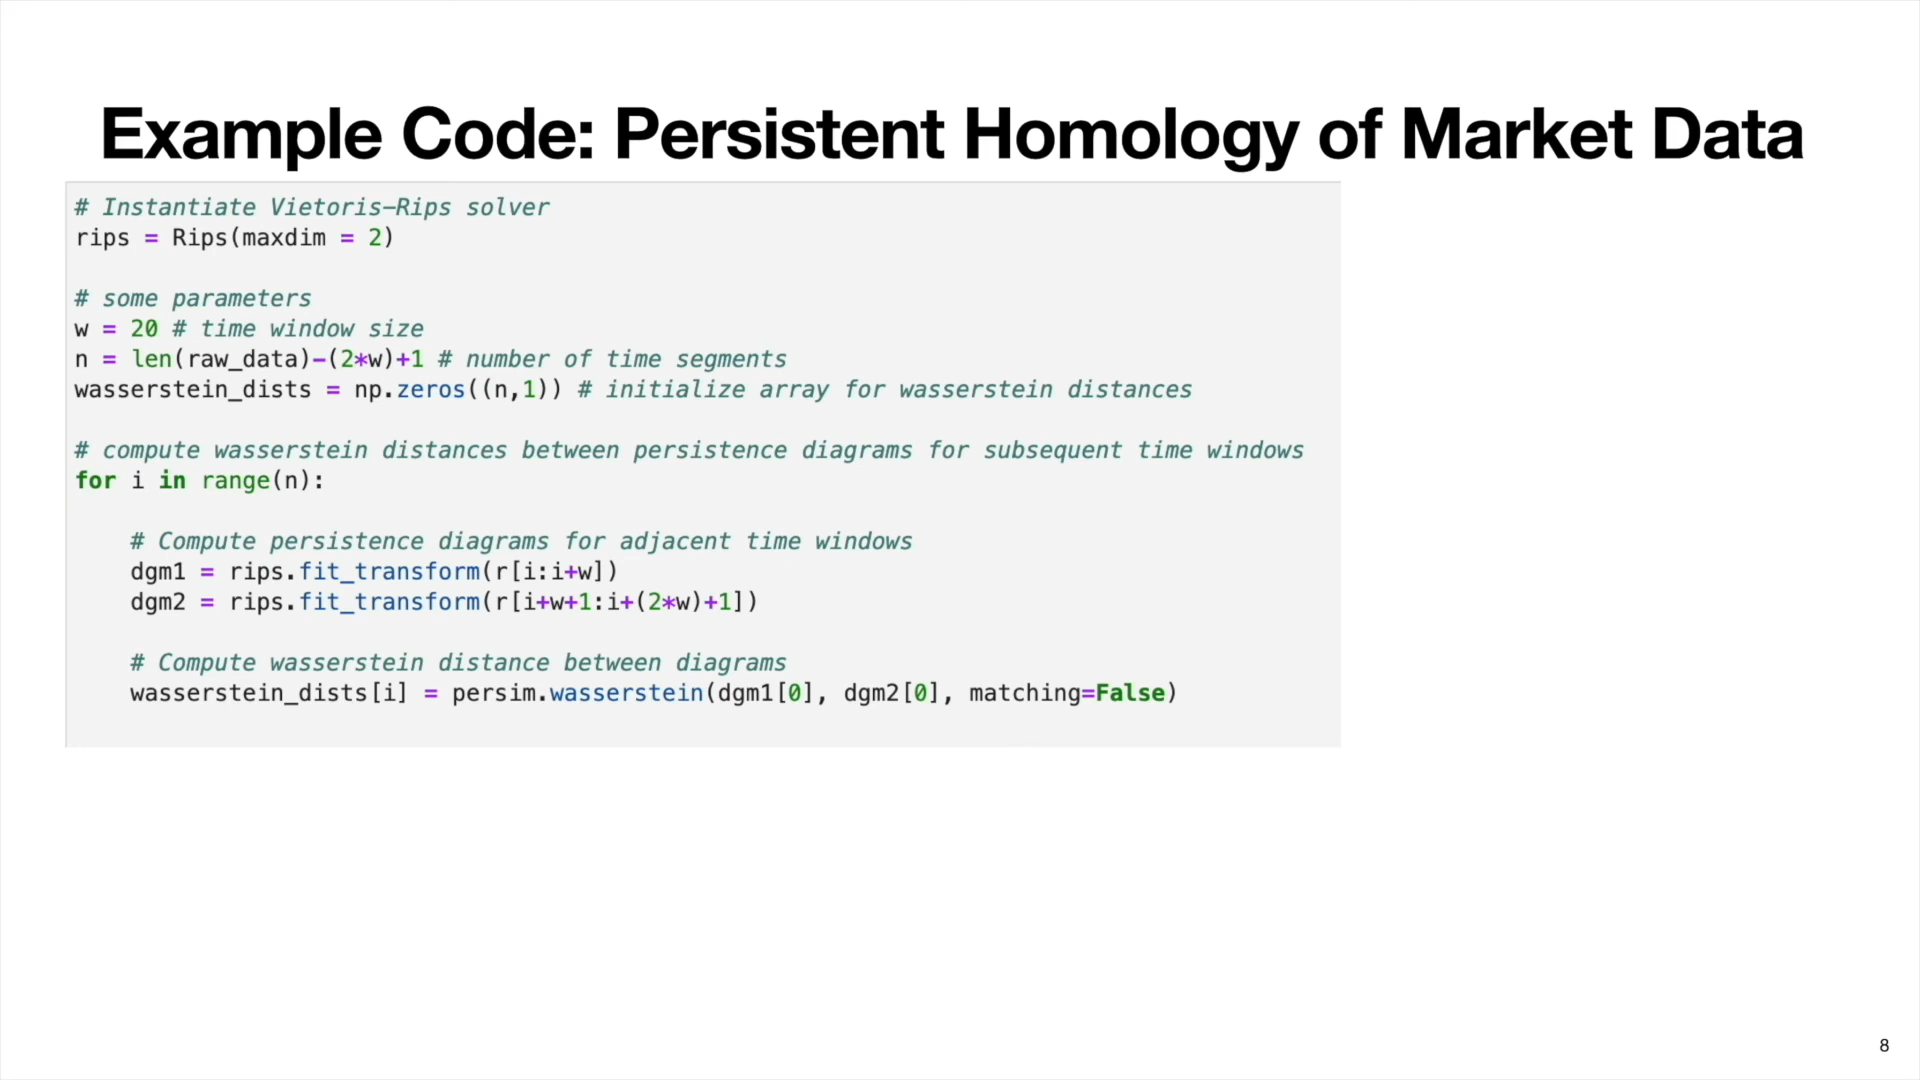 Example Code: Persistent Homology of Market Data
# Instantiate Vietoris-Rips solver
rips = Rips(maxdim = 2)
# some parameters
w = 20 # time window size
n = len(raw_data)-(2*w)+1 # number of time segments
wasserstein_dists = np.zeros((n,1)) # initialize array for wasserstein distances
# compute wasserstein distances between persistence diagrams for subsequent time windows
for i in range(n):
# Compute persistence diagrams for adjacent time windows
dgm1 = rips.fit_transform(r[i:i+w])
dgm2 = rips.fit_transform(r[i+w+1:i+(2*w)+1])
# Compute wasserstein distance between diagrams
wasserstein_dists[i] = persim.wasserstein(dgm1[0], dgm2[0], matching=False)
8